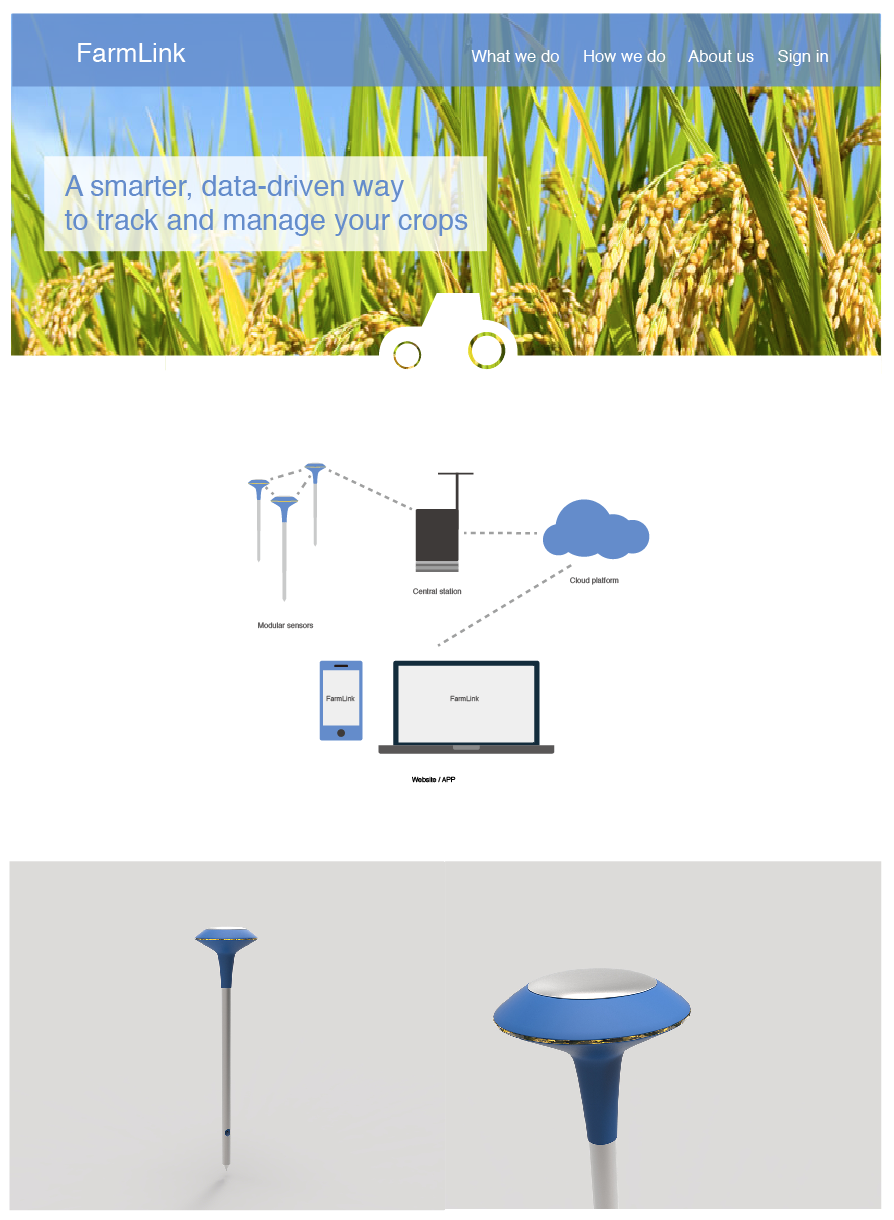 FarmLink
What we do
How we do
About us
Sign in
A smarter, data-driven way
to track and manage your crops
Central station
Cloud platform
Modular sensors
FarmLink
FarmLink
Website / APP